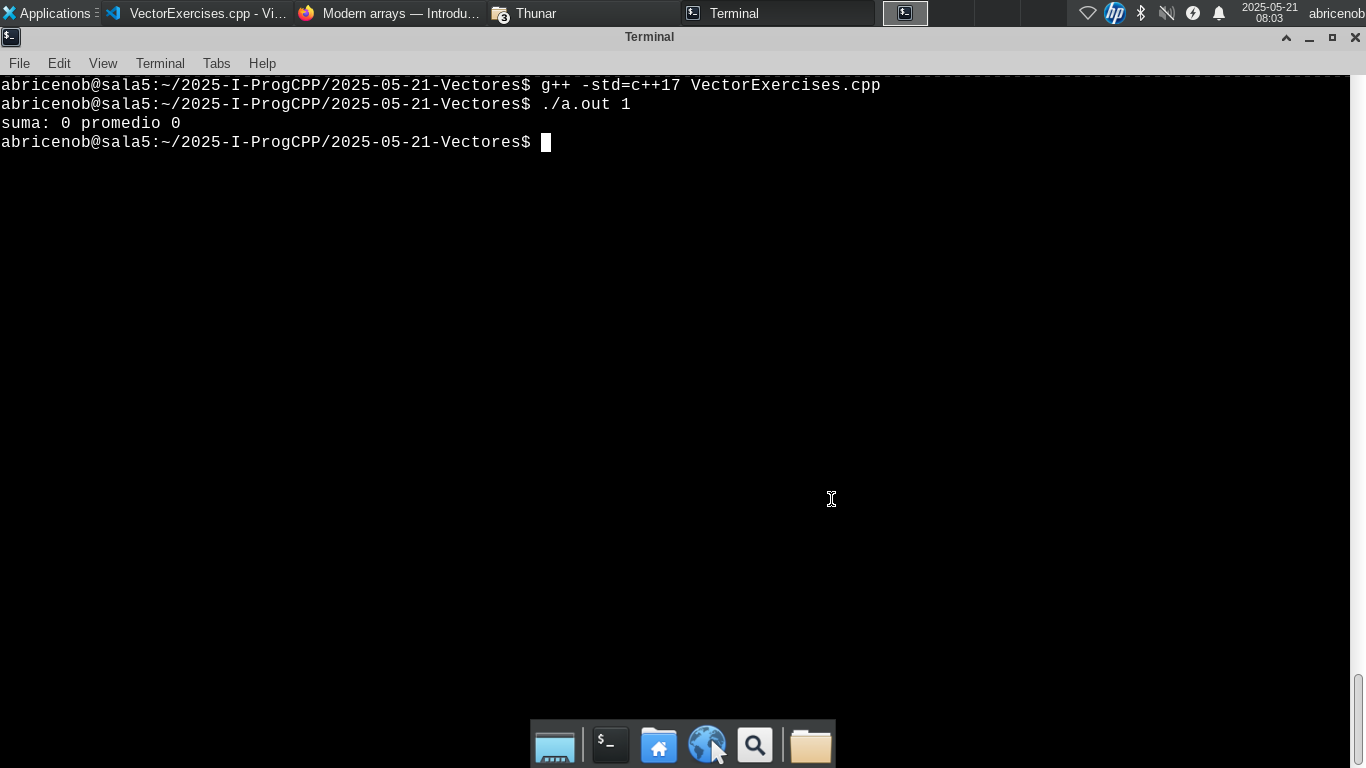 Applications
VectorExercises.cpp - Vi...
Modern arrays — Introdu...
3
Thunar
$_
Terminal
$_
hp
2025-05-21
08:03
abricenob
$_
Terminal
File Edit View Terminal Tabs Help
abricenob@sala5:~/2025-I-ProgCPP/2025-05-21-Vectores$ g++ -std=c++17 VectorExercises.cpp
abricenob@sala5:~/2025-I-ProgCPP/2025-05-21-Vectores$ ./a.out 1
suma: 0 promedio 0
abricenob@sala5:~/2025-I-ProgCPP/2025-05-21-Vectores$
$_